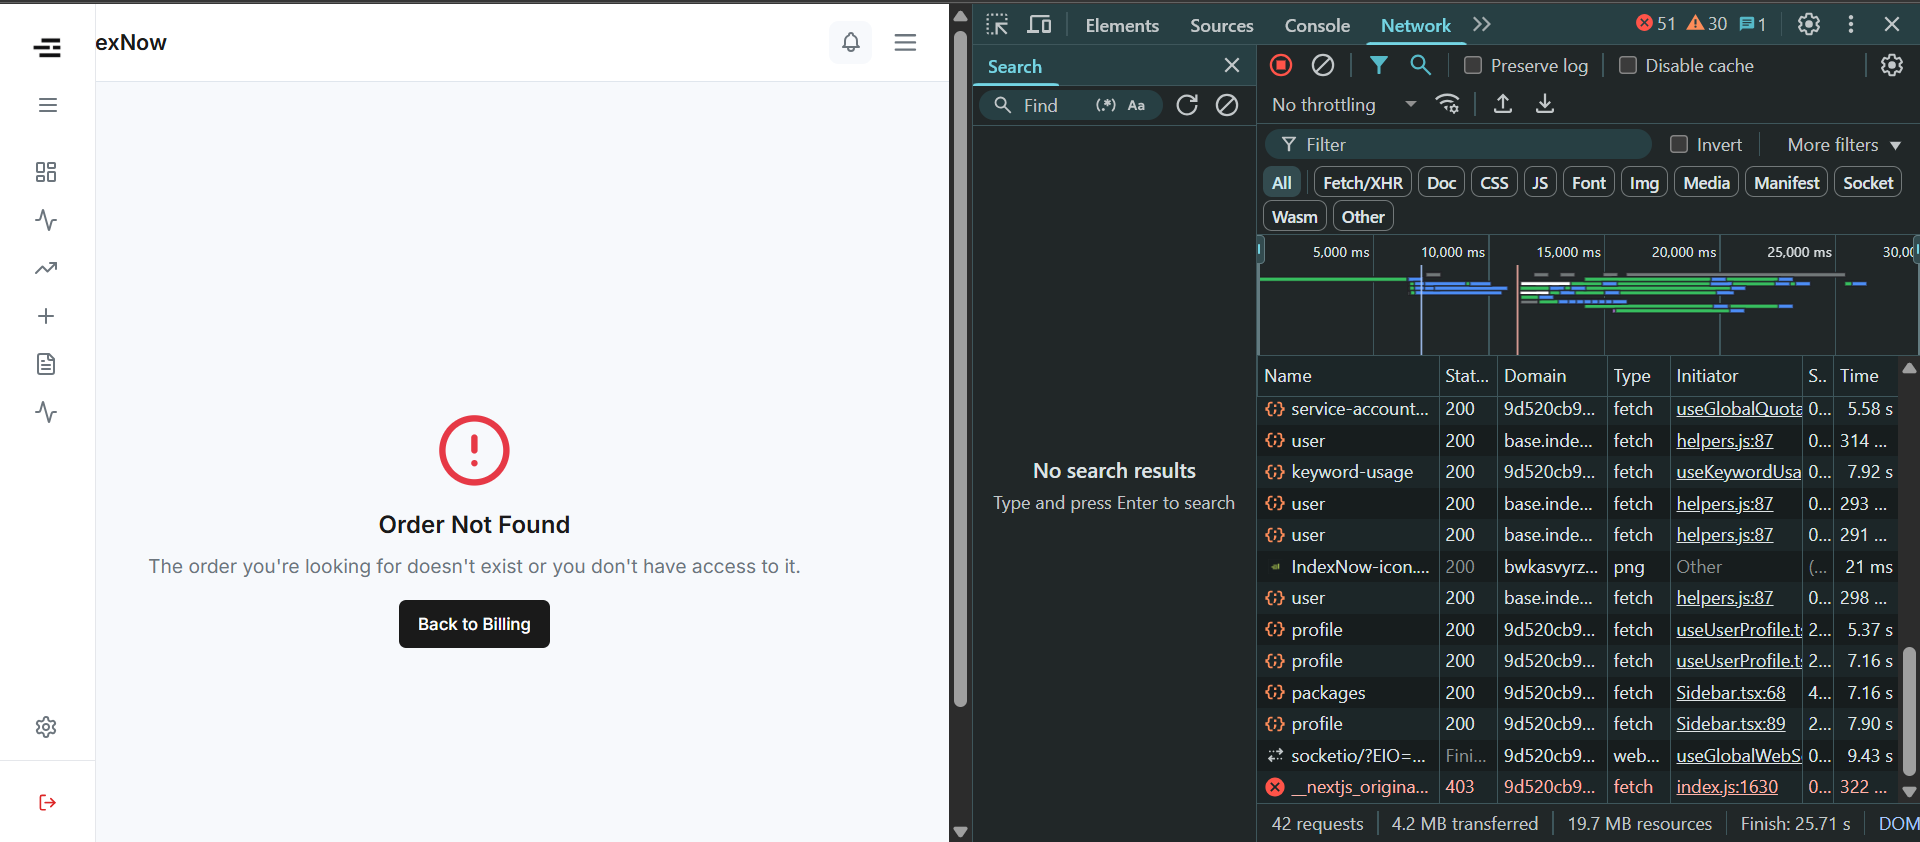 exNow
Order Not Found
The order you're looking for doesn't exist or you don't have access to it.
Back to Billing
Elements
Sources
Console
Network
51
30
1
Search
Find
(.*)
Aa
No search results
Type and press Enter to search
Preserve log
Disable cache
No throttling
Filter
Invert
More filters
All
Fetch/XHR
Doc
CSS
JS
Font
Img
Media
Manifest
Socket
Wasm
Other
5,000 ms
10,000 ms
15,000 ms
20,000 ms
25,000 ms
30,00
Name Stat... Domain Type Initiator S.. Time
service-account... 200 9d520cb9... fetch useGlobalQuota 0... 5.58 s
user 200 base.inde... fetch helpers.js:87 0... 314 ...
keyword-usage 200 9d520cb9... fetch useKeywordUsa 0... 7.92 s
user 200 base.inde... fetch helpers.js:87 0... 293 ...
user 200 base.inde... fetch helpers.js:87 0... 291 ...
IndexNow-icon.... 200 bwkasvyrz... png Other (... 21 ms
user 200 base.inde... fetch helpers.js:87 0... 298 ...
profile 200 9d520cb9... fetch useUserProfile.t 2... 5.37 s
profile 200 9d520cb9... fetch useUserProfile.t 2... 7.16 s
packages 200 9d520cb9... fetch Sidebar.tsx:68 4... 7.16 s
profile 200 9d520cb9... fetch Sidebar.tsx:89 2... 7.90 s
socketio/?EIO=... Fini... 9d520cb9... web... useGlobalWebS 0... 9.43 s
__nextjs_origina... 403 9d520cb9... fetch index.js:1630 0... 322 ...
42 requests
4.2 MB transferred
19.7 MB resources
Finish: 25.71 s
DOM